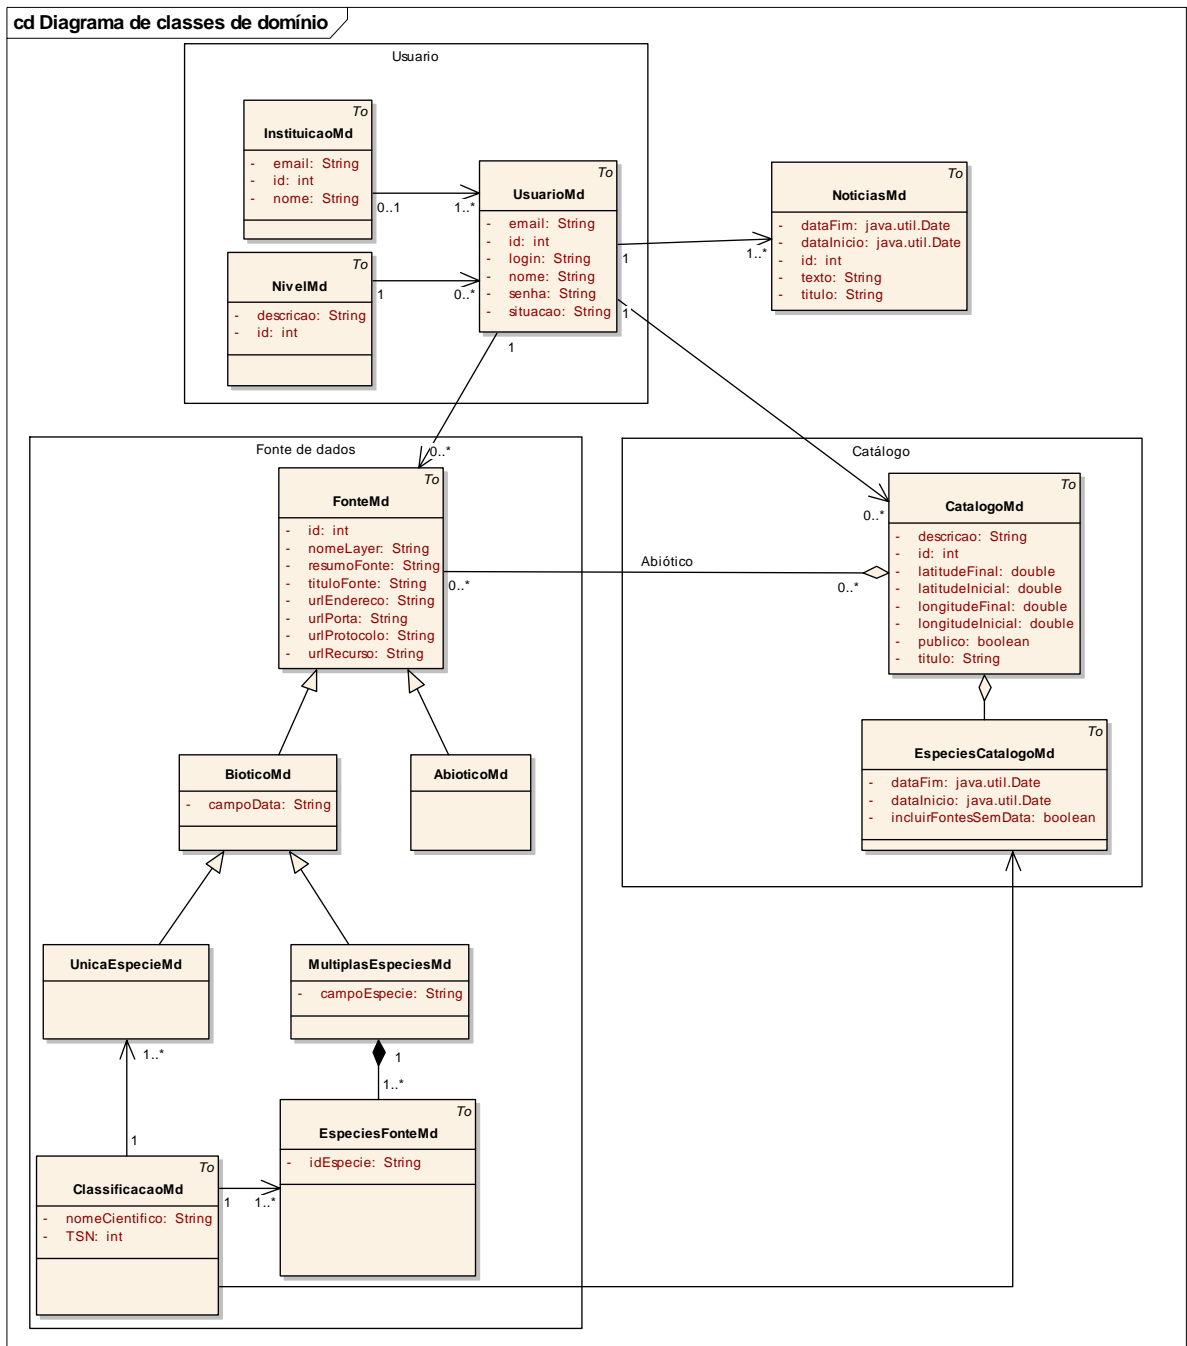 cd Diagrama de classes de domínio
Usuario
To
InstituicaoMd
- email: String
- id: int
- nome: String
0..1
1..*
To
NivelMd
- descricao: String
- id: int
1
0..*
To
UsuarioMd
- email: String
- id: int
- login: String
- nome: String
- senha: String
- situacao: String
1
1
1
To
NoticiasMd
- dataFim: java.util.Date
- dataInicio: java.util.Date
- id: int
- texto: String
- titulo: String
1..*
Fonte de dados
0..*
To
FonteMd
- id: int
- nomeLayer: String
- resumoFonte: String
- tituloFonte: String
- urlEndereco: String
- urlPorta: String
- urlProtocolo: String
- urlRecurso: String
0..*
Abiótico
0..*
Catálogo
0..*
To
CatalogoMd
- descricao: String
- id: int
- latitudeFinal: double
- latitudeInicial: double
- longitudeFinal: double
- longitudeInicial: double
- publico: boolean
- titulo: String
To
EspeciesCatalogoMd
- dataFim: java.util.Date
- dataInicio: java.util.Date
- incluirFontesSemData: boolean
BioticoMd
- campoData: String
AbioticoMd
UnicaEspecieMd
1..*
MultiplasEspeciesMd
- campoEspecie: String
1
1..*
To
EspeciesFonteMd
- idEspecie: String
1
To
ClassificacaoMd
- nomeCientifico: String
- TSN: int
1
1..*